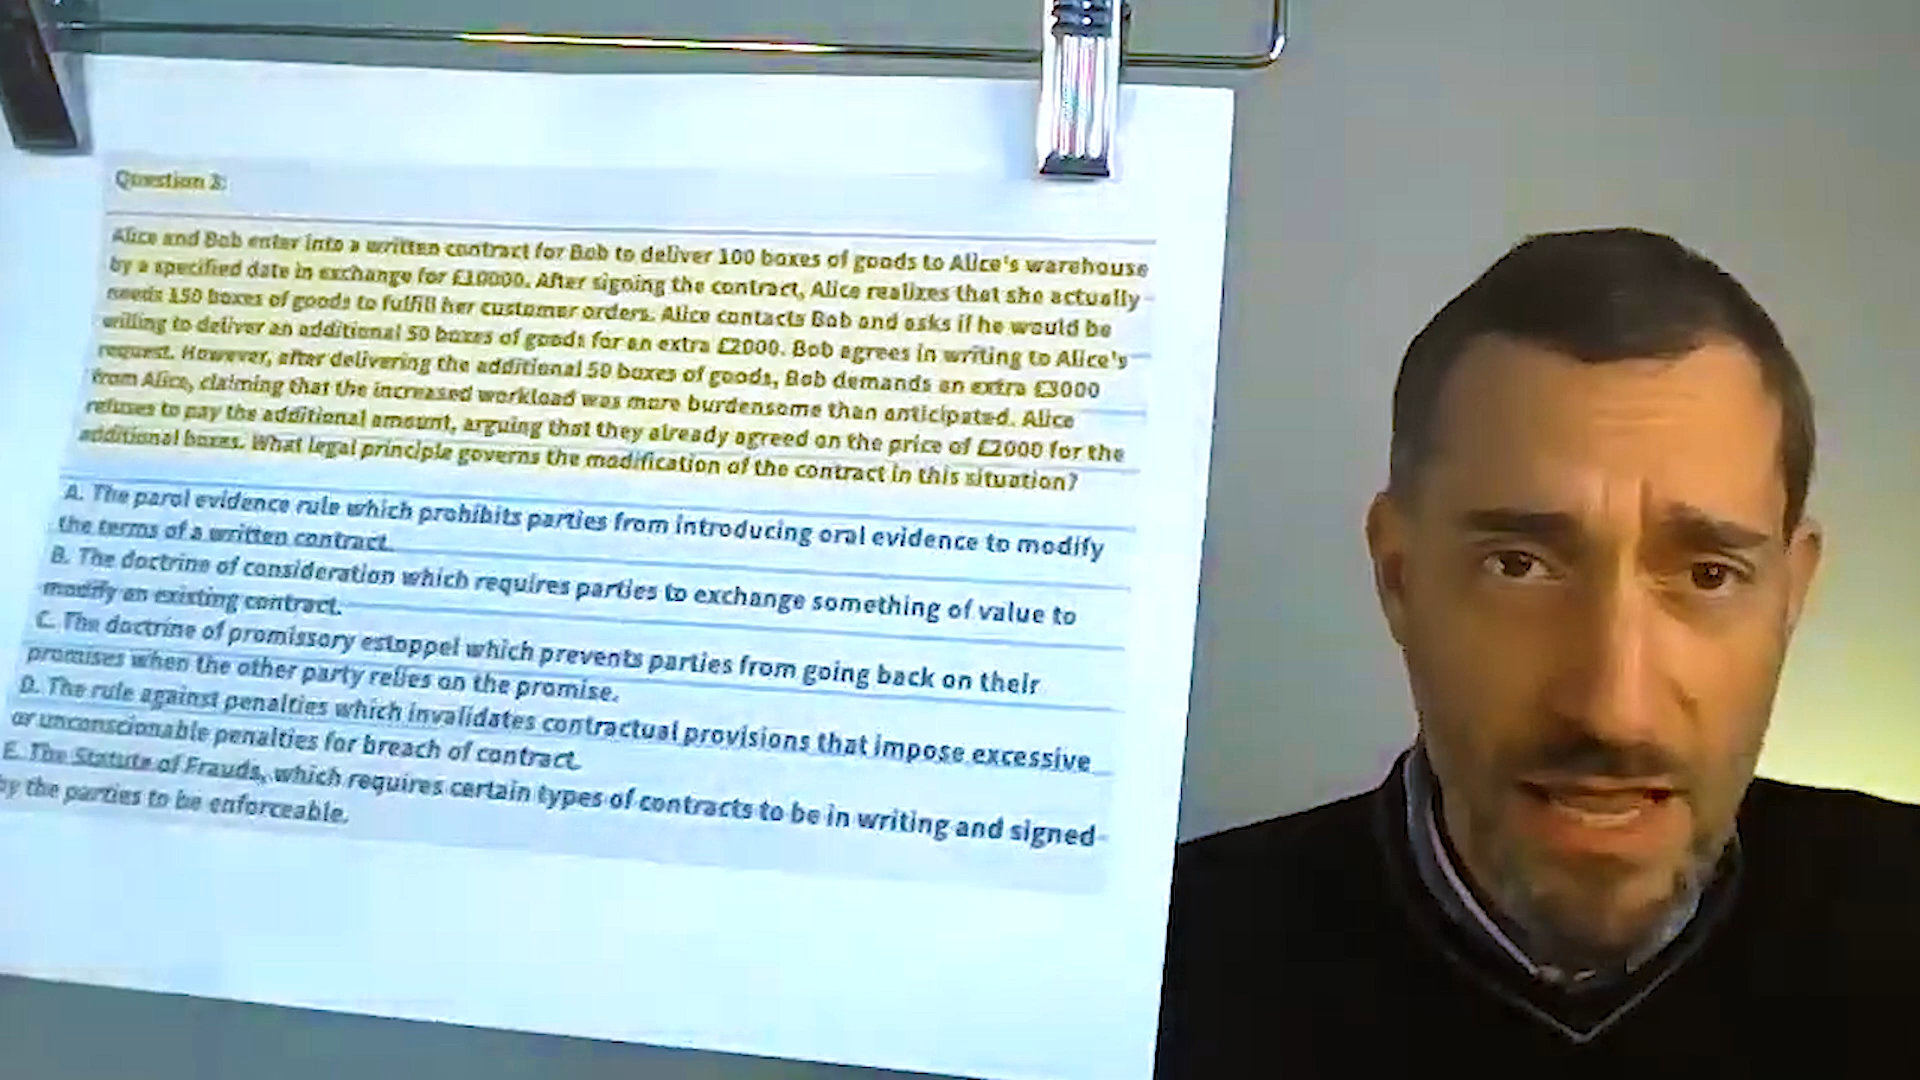 Question 3:
Alice and Bob enter into a written contract for Bob to deliver 100 boxes of goods to Alice's warehouse
by a specified date in exchange for £10000. After signing the contract, Alice realizes that she actually
needs 150 boxes of goods to fulfill her customer orders. Alice contacts Bob and asks if he would be
willing to deliver an additional 50 boxes of goods for an extra £2000. Bob agrees in writing to Alice's
request. However, after delivering the additional 50 boxes of goods, Bob demands an extra £3000
from Alice, claiming that the increased workload was more burdensome than anticipated. Alice
refuses to pay the additional amount, arguing that they already agreed on the price of £2000 for the
additional boxes. What legal principle governs the modification of the contract in this situation?
A. The parol evidence rule which prohibits parties from introducing oral evidence to modify
the terms of a written contract.
B. The doctrine of consideration which requires parties to exchange something of value to
modify an existing contract.
C. The doctrine of promissory estoppel which prevents parties from going back on their
promises when the other party relies on the promise.
D. The rule against penalties which invalidates contractual provisions that impose excessive
or unconscionable penalties for breach of contract.
E. The Statute of Frauds, which requires certain types of contracts to be in writing and signed
by the parties to be enforceable.